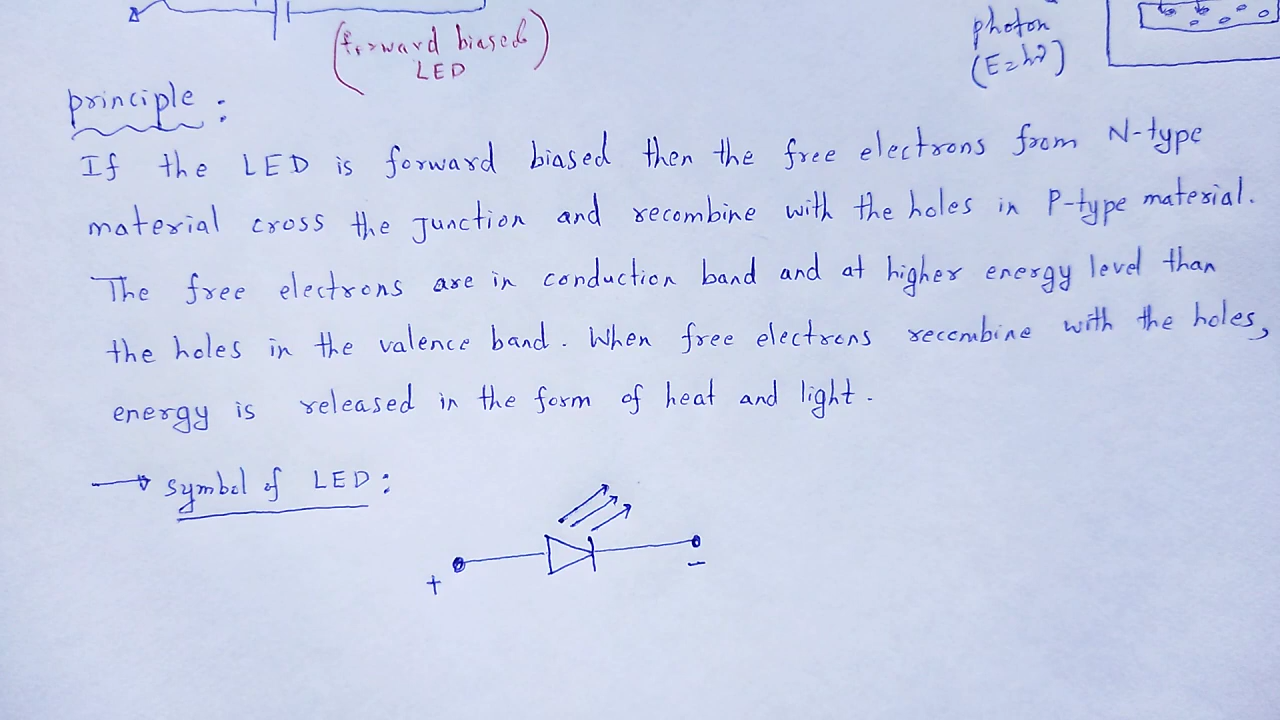 (forward biased
LED)
photon
(E=hν)
principle :
If the LED is forward biased then the free electrons from N-type
material cross the junction and recombine with the holes in P-type material.
The free electrons are in conduction band and at higher energy level than
the holes in the valence band. When free electrons recombine with the holes,
energy is released in the form of heat and light.
→ symbol of LED :
+
−